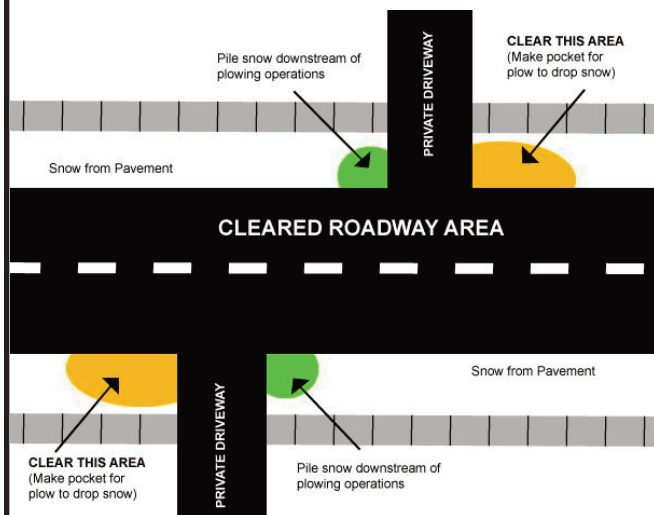 Pile snow downstream of
plowing operations
PRIVATE DRIVEWAY
CLEAR THIS AREA
(Make pocket for
plow to drop snow)
Snow from Pavement
CLEARED ROADWAY AREA
Snow from Pavement
PRIVATE DRIVEWAY
CLEAR THIS AREA
(Make pocket for
plow to drop snow)
Pile snow downstream of
plowing operations